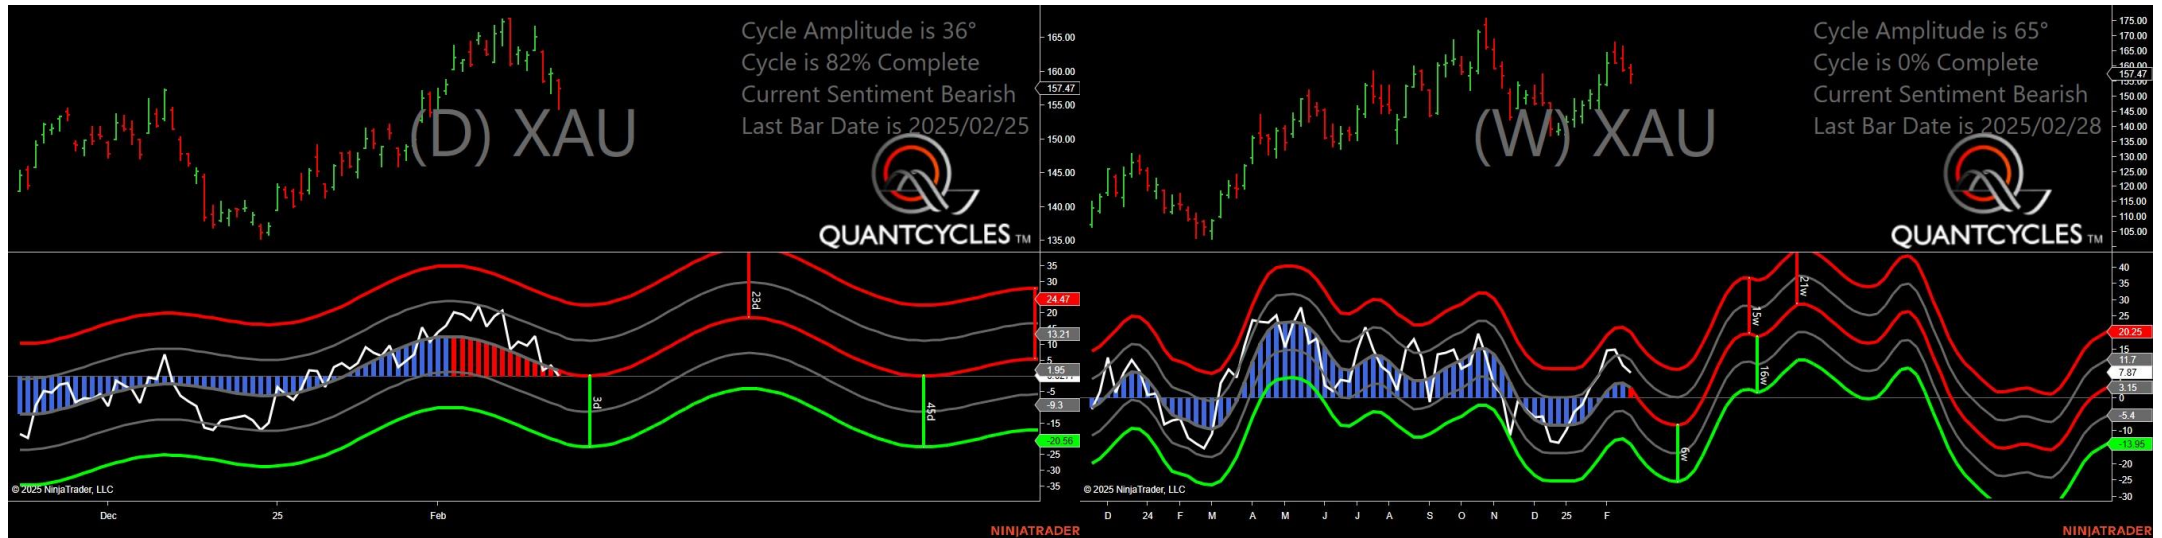 Cycle Amplitude is 36°
Cycle is 82% Complete
Current Sentiment Bearish
Last Bar Date is 2025/02/25
(D) XAU
QUANTCYCLES TM
165.00
160.00
157.47
155.00
150.00
145.00
140.00
135.00
35
30
24.47
20
13.21
10
5
1.95
-5
-9.3
-15
-20.56
-25
-30
-35
23d
3d
45d
© 2025 NinjaTrader, LLC
Dec 25 Feb
NINJATRADER
Cycle Amplitude is 65°
Cycle is 0% Complete
Current Sentiment Bearish
Last Bar Date is 2025/02/28
(W) XAU
QUANTCYCLES TM
175.00
170.00
165.00
160.00
157.47
155.00
150.00
145.00
140.00
135.00
130.00
125.00
120.00
115.00
110.00
105.00
40
35
30
25
20.25
15
11.7
7.87
3.15
0
-5.4
-10
-13.95
-20
-25
-30
15w
21w
16w
6w
© 2025 NinjaTrader, LLC
D 24 F M A M J J A S O N D 25 F
NINJATRADER